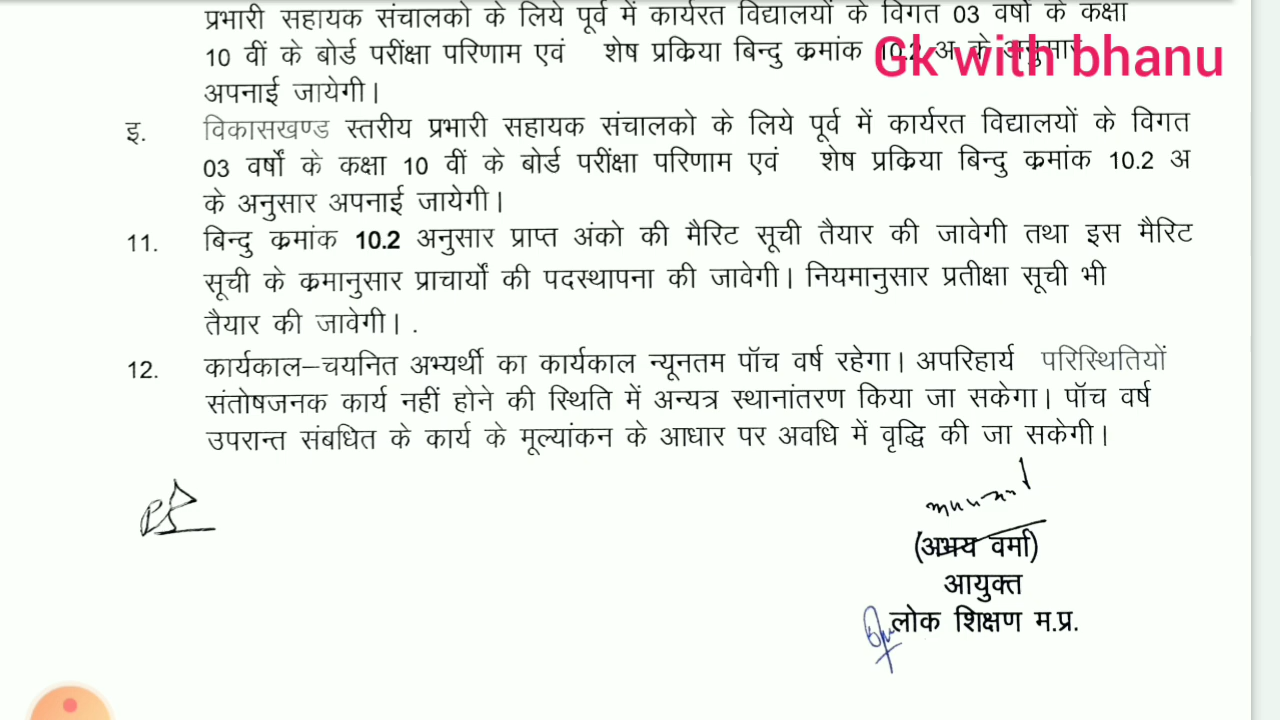 प्रभारी सहायक संचालको के लिये पूर्व में कार्यरत विद्यालयों के विगत 03 वर्षो के कक्षा
10 वीं के बोर्ड परींक्षा परिणाम एवं शेष प्रक्रिया बिन्दु क्रमांक 10.2 अ के अनुसार
Gk with bhanu
अपनाई जायेगी।
इ. विकासखण्ड स्तरीय प्रभारी सहायक संचालको के लिये पूर्व में कार्यरत विद्यालयों के विगत
03 वर्षों के कक्षा 10 वीं के बोर्ड परींक्षा परिणाम एवं शेष प्रक्रिया बिन्दु क्रमांक 10.2 अ
के अनुसार अपनाई जायेगी।
11. बिन्दु क्रमांक 10.2 अनुसार प्राप्त अंको की मैरिट सूची तैयार की जावेगी तथा इस मैरिट
सूची के क्रमानुसार प्राचार्यो की पदस्थापना की जावेगी। नियमानुसार प्रतीक्षा सूची भी
तैयार की जावेगी। .
12. कार्यकाल–चयनित अभ्यर्थी का कार्यकाल न्यूनतम पॉच वर्ष रहेगा। अपरिहार्य परिस्थितियों
संतोषजनक कार्य नहीं होने की स्थिति में अन्यत्र स्थानांतरण किया जा सकेगा। पॉच वर्ष
उपरान्त संबधित के कार्य के मूल्यांकन के आधार पर अवधि में वृद्धि की जा सकेगी।
(अभय वर्मा)
आयुक्त
लोक शिक्षण म.प्र.